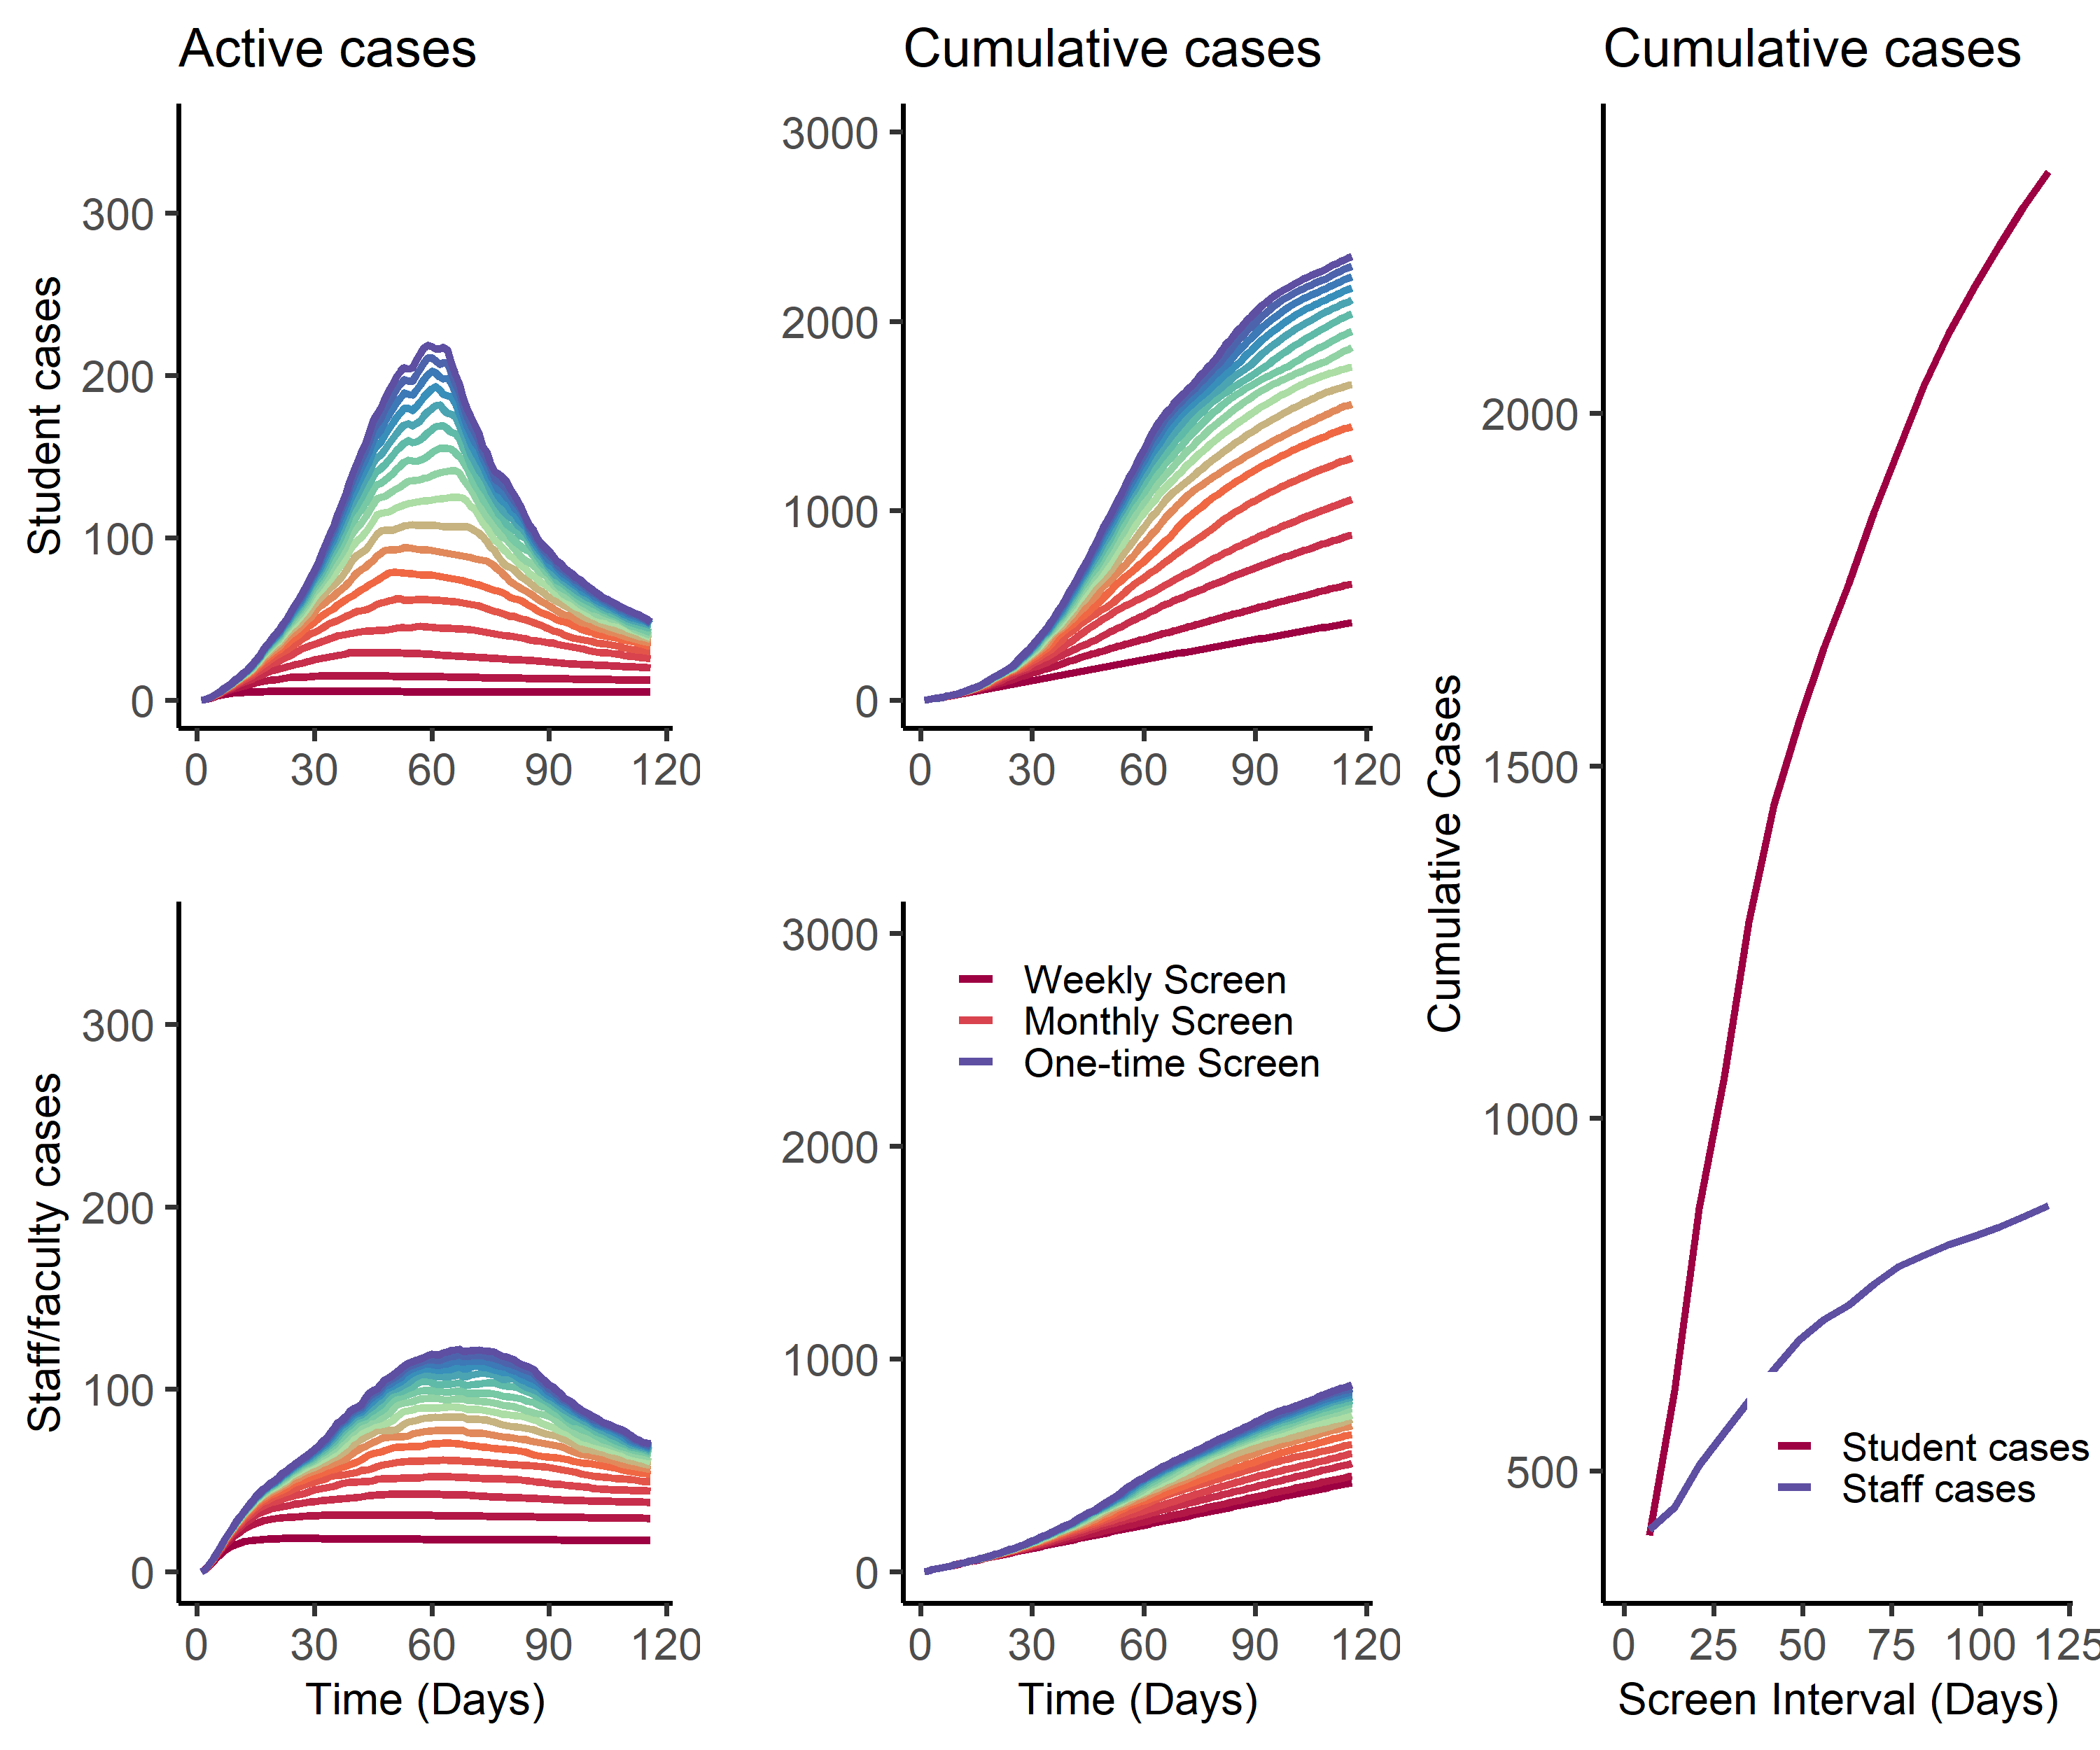 Active cases
Student cases
300
200
100
0
0 30 60 90 120
Cumulative cases
3000
2000
1000
0
0 30 60 90 120
Staff/faculty cases
300
200
100
0
0 30 60 90 120
Time (Days)
3000
2000
1000
0
Weekly Screen
Monthly Screen
One-time Screen
0 30 60 90 120
Time (Days)
Cumulative cases
Cumulative Cases
2000
1500
1000
500
Student cases
Staff cases
0 25 50 75 100 125
Screen Interval (Days)